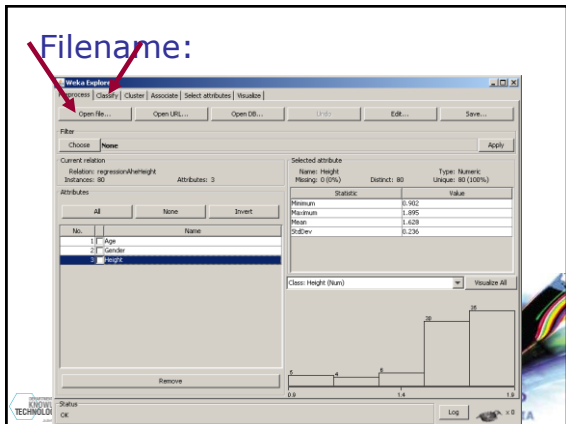 Filename:
Weka Explorer
Preprocess Classify Cluster Associate Select attributes Visualize
Open file... Open URL... Open DB... Undo Edit... Save...
Filter
Choose None Apply
Current relation
Relation: regressionAheHeight
Instances: 80 Attributes: 3
Attributes
All None Invert
No. Name
1 Age
2 Gender
3 Height
Remove
Selected attribute
Name: Height Type: Numeric
Missing: 0 (0%) Distinct: 80 Unique: 80 (100%)
Statistic Value
Minimum 0.902
Maximum 1.895
Mean 1.628
StdDev 0.236
Class: Height (Num) Visualize All
4
30
35
0.9 1.4 1.9
Status
OK
Log x 0
TECHNOLO